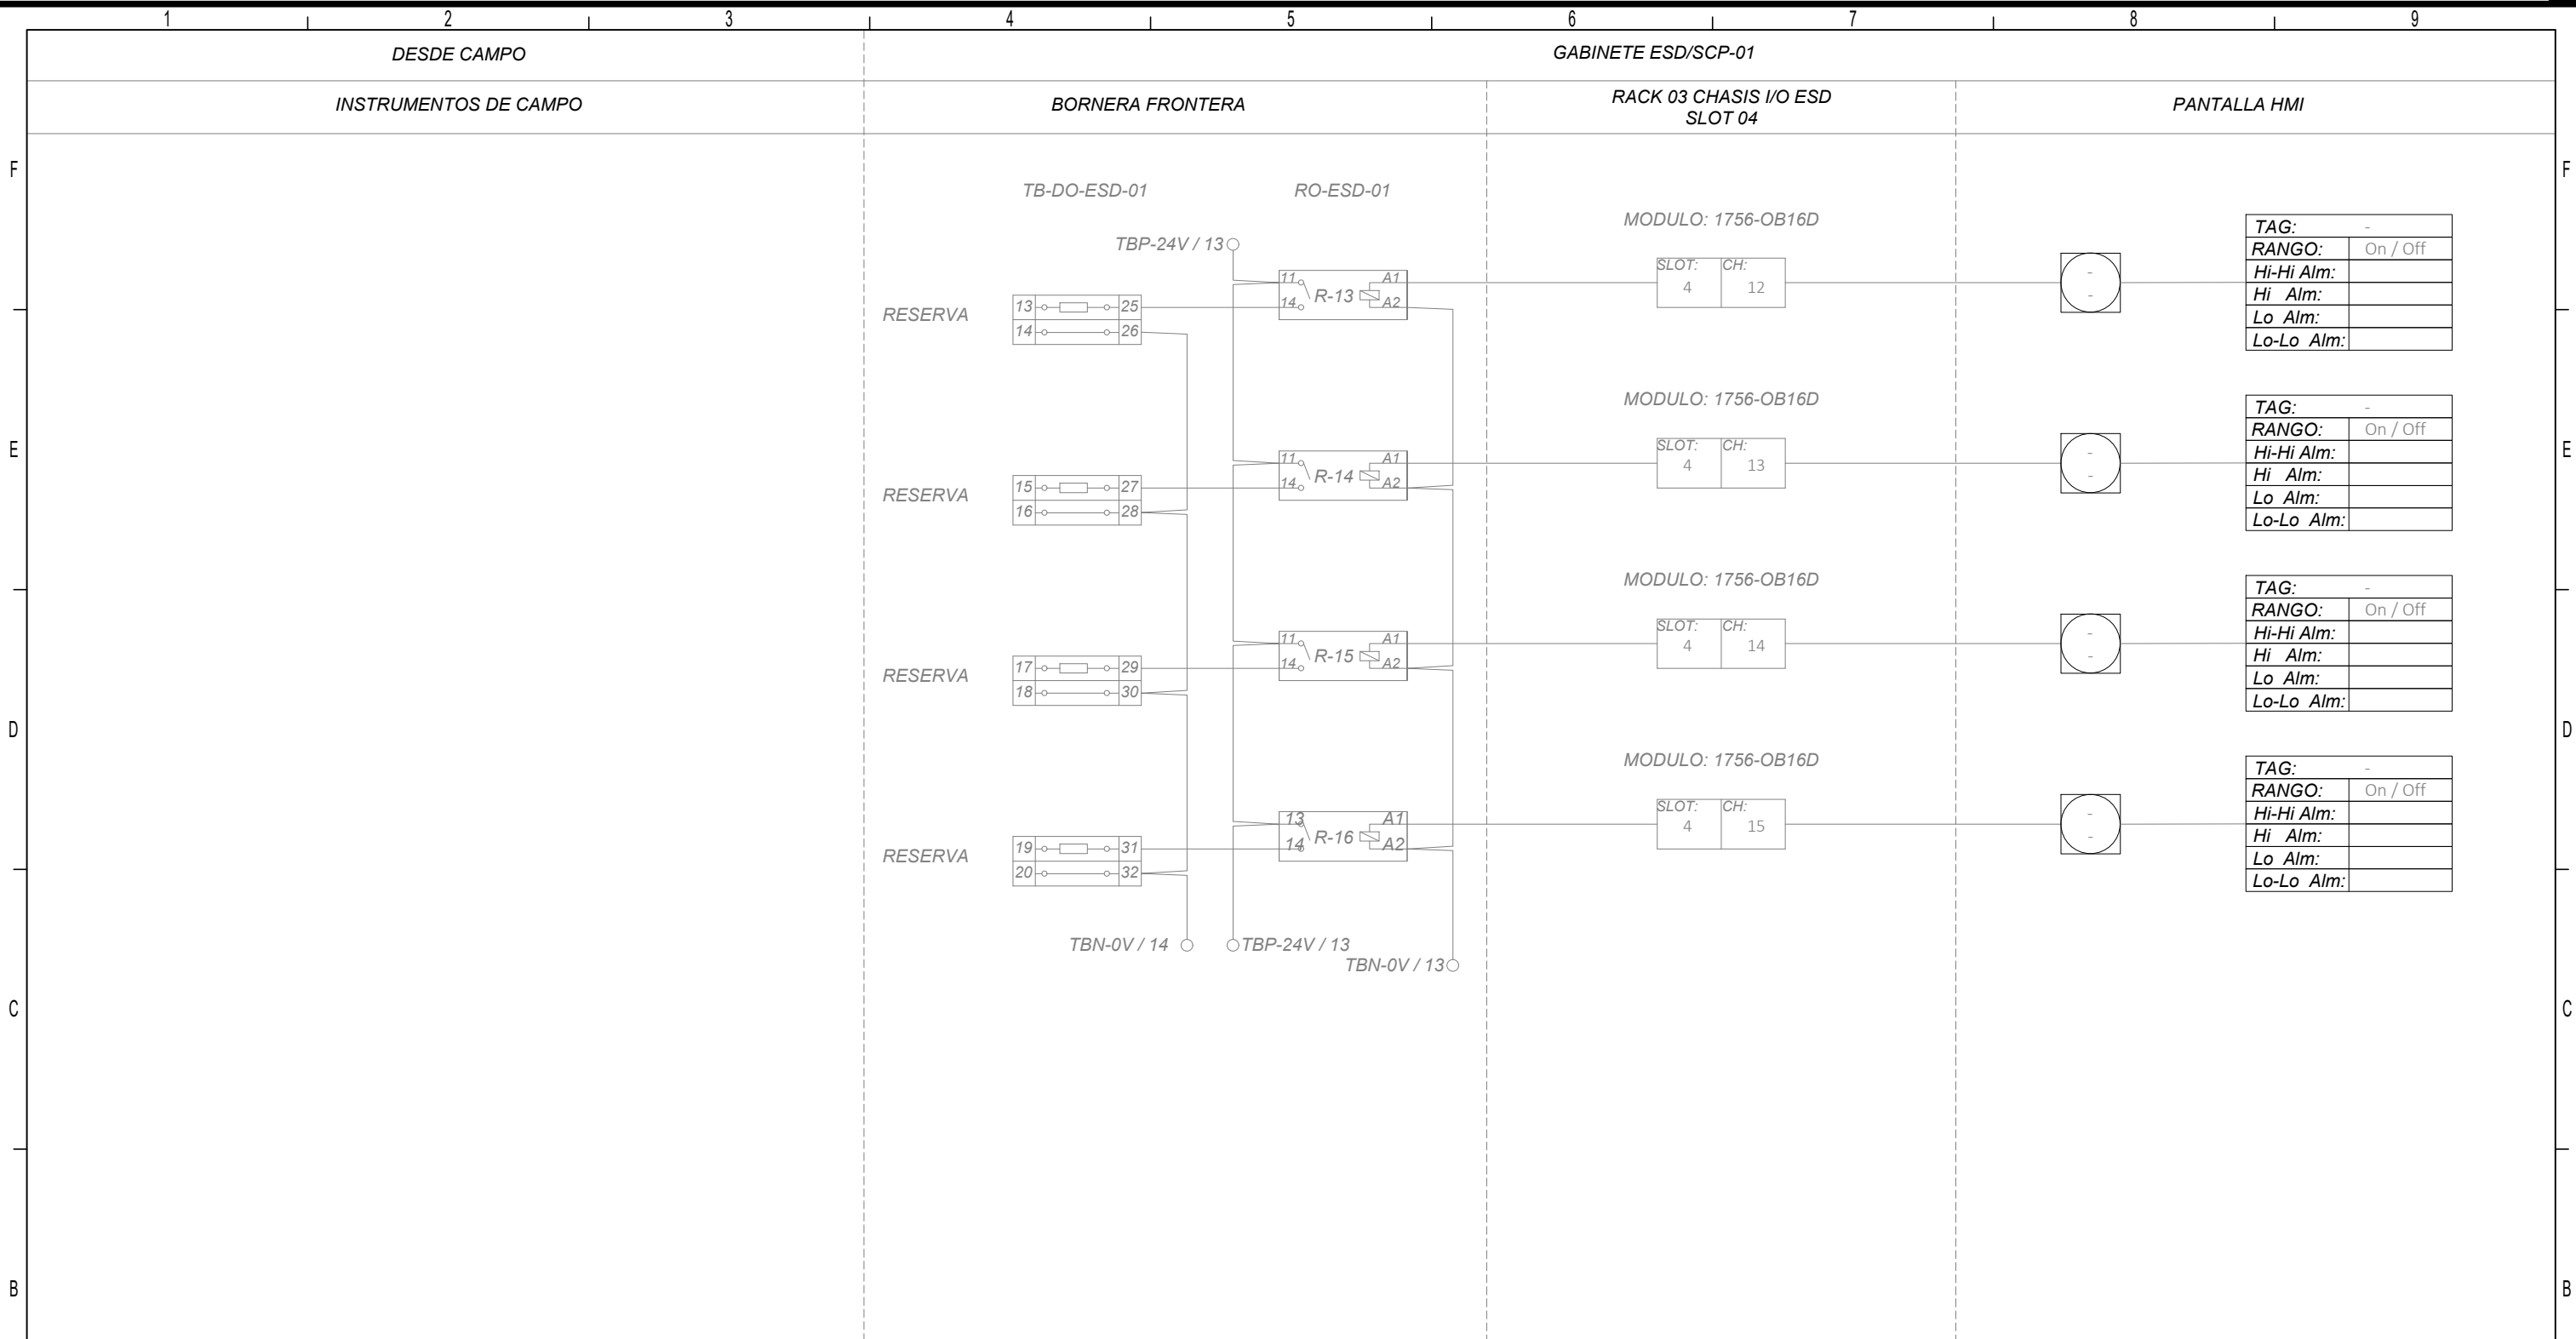 1 2 3 4 5 6 7 8 9
DESDE CAMPO
GABINETE ESD/SCP-01
INSTRUMENTOS DE CAMPO
BORNERA FRONTERA
RACK 03 CHASIS I/O ESD
SLOT 04
PANTALLA HMI
F F
TB-DO-ESD-01
RO-ESD-01
TBP-24V / 13
MODULO: 1756-OB16D
RESERVA
13 25
14 26
11 A1
R-13
14 A2
SLOT: CH:
4 12
-
-
TAG: -
RANGO: On / Off
Hi-Hi Alm:
Hi Alm:
Lo Alm:
Lo-Lo Alm:
E E
MODULO: 1756-OB16D
RESERVA
15 27
16 28
11 A1
R-14
14 A2
SLOT: CH:
4 13
-
-
TAG: -
RANGO: On / Off
Hi-Hi Alm:
Hi Alm:
Lo Alm:
Lo-Lo Alm:
MODULO: 1756-OB16D
RESERVA
17 29
18 30
11 A1
R-15
14 A2
SLOT: CH:
4 14
-
-
TAG: -
RANGO: On / Off
Hi-Hi Alm:
Hi Alm:
Lo Alm:
Lo-Lo Alm:
D D
MODULO: 1756-OB16D
RESERVA
19 31
20 32
13 A1
R-16
14 A2
SLOT: CH:
4 15
-
-
TAG: -
RANGO: On / Off
Hi-Hi Alm:
Hi Alm:
Lo Alm:
Lo-Lo Alm:
TBN-0V / 14
TBP-24V / 13
TBN-0V / 13
C C
B B